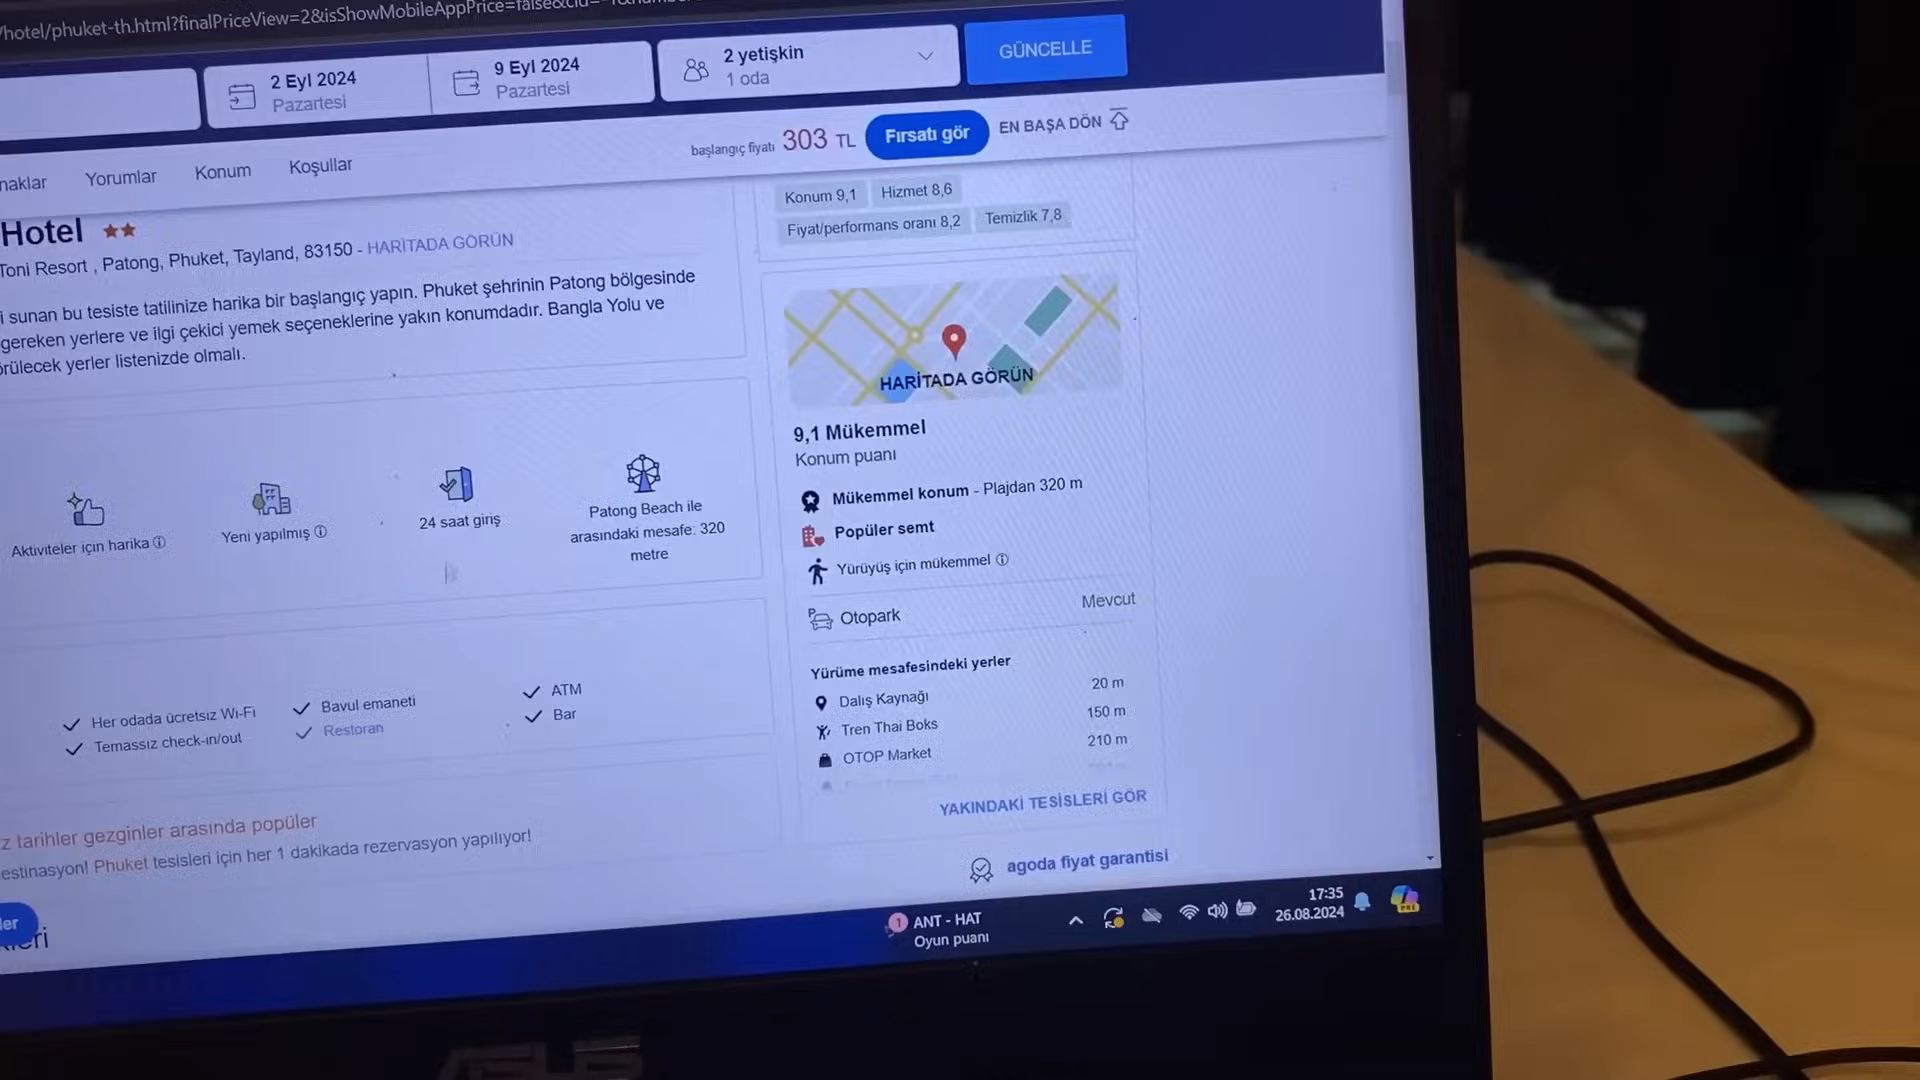 /hotel/phuket-th.html?finalPriceView=2&isShowMobileAppPrice=false&cid=
2 Eyl 2024
Pazartesi
9 Eyl 2024
Pazartesi
2 yetişkin
1 oda
GÜNCELLE
Yorumlar
Konum
Koşullar
başlangıç fiyatı 303 TL
Fırsatı gör
EN BAŞA DÖN
Hotel
Toni Resort , Patong, Phuket, Tayland, 83150 - HARİTADA GÖRÜN
sunan bu tesiste tatilinize harika bir başlangıç yapın. Phuket şehrinin Patong bölgesinde
gereken yerlere ve ilgi çekici yemek seçeneklerine yakın konumdadır. Bangla Yolu ve
yerler listenizde olmalı.
Konum 9,1
Hizmet 8,6
Fiyat/performans oranı 8,2
Temizlik 7,8
HARİTADA GÖRÜN
9,1 Mükemmel
Konum puanı
Mükemmel konum - Plajdan 320 m
Popüler semt
Yürüyüş için mükemmel
Otopark
Mevcut
Yürüme mesafesindeki yerler
Dalış Kaynağı
20 m
Tren Thai Boks
150 m
OTOP Market
210 m
YAKINDAKİ TESİSLERİ GÖR
agoda fiyat garantisi
Aktiviteler için harika
Yeni yapılmış
24 saat giriş
Patong Beach ile
arasındaki mesafe: 320
metre
Her odada ücretsiz Wi-Fi
Temassız check-in/out
Bavul emaneti
Restoran
ATM
Bar
tarihler gezginler arasında popüler
Phuket tesisleri için her 1 dakikada rezervasyon yapılıyor!
1
ANT - HAT
Oyun puanı
17:35
26.08.2024
PRE
ASUS